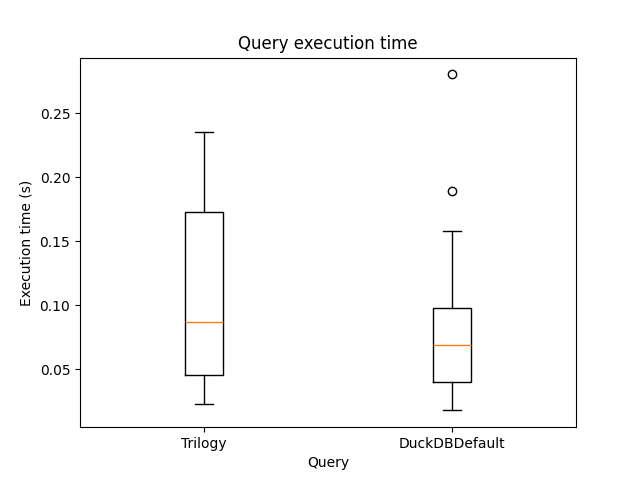 Query execution time
Execution time (s)
0.25
0.20
0.15
0.10
0.05
Trilogy
DuckDBDefault
Query